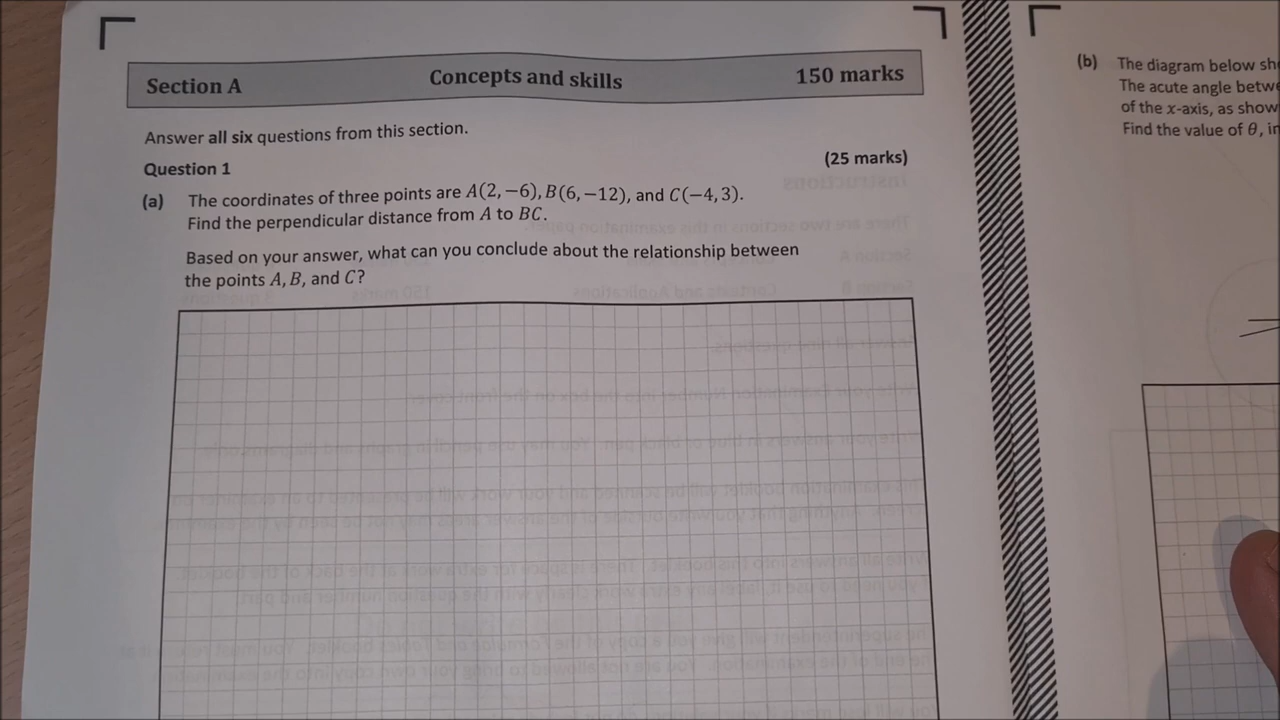 Section A Concepts and skills 150 marks
Answer all six questions from this section.
Question 1 (25 marks)
(a) The coordinates of three points are A(2, −6), B(6, −12), and C(−4, 3).
Find the perpendicular distance from A to BC.
Based on your answer, what can you conclude about the relationship between
the points A, B, and C?
(b) The diagram below sh
The acute angle betwe
of the x-axis, as show
Find the value of θ, in